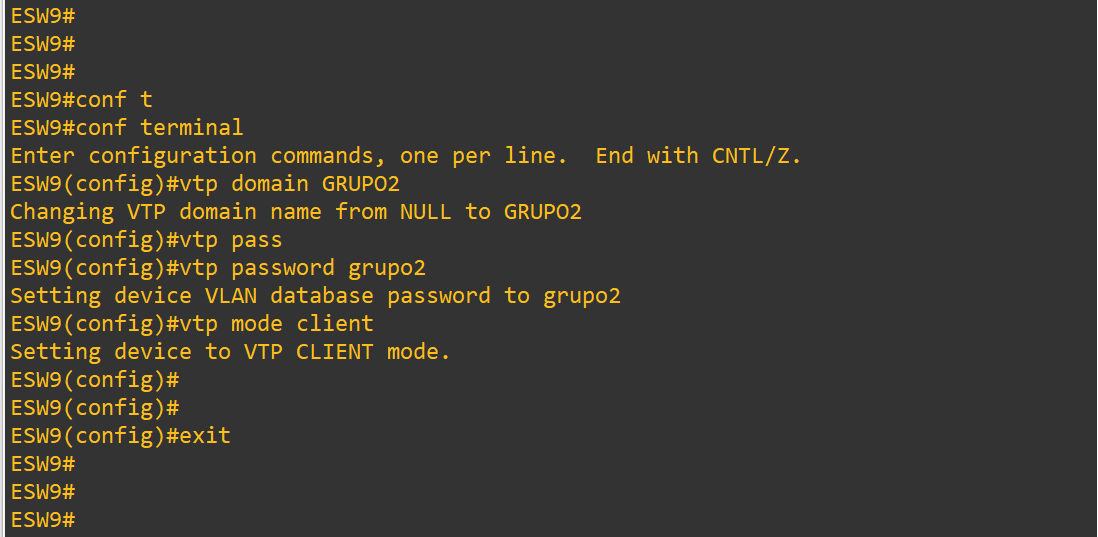 ESW9#
ESW9#
ESW9#
ESW9#conf t
ESW9#conf terminal
Enter configuration commands, one per line.  End with CNTL/Z.
ESW9(config)#vtp domain GRUPO2
Changing VTP domain name from NULL to GRUPO2
ESW9(config)#vtp pass
ESW9(config)#vtp password grupo2
Setting device VLAN database password to grupo2
ESW9(config)#vtp mode client
Setting device to VTP CLIENT mode.
ESW9(config)#
ESW9(config)#
ESW9(config)#exit
ESW9#
ESW9#
ESW9#